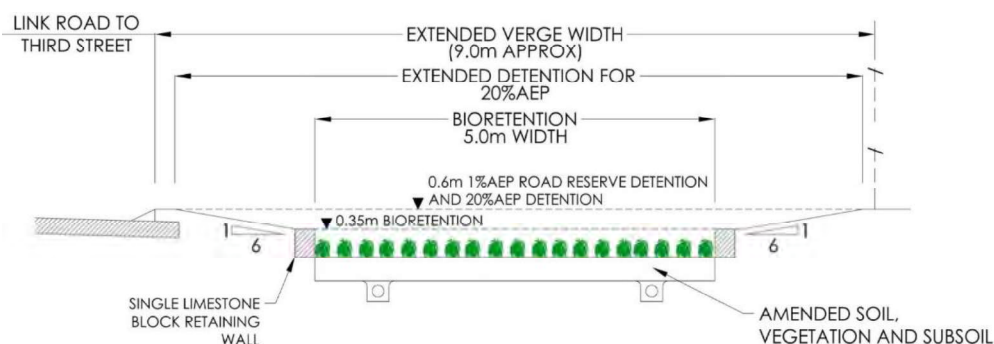 LINK ROAD TO
THIRD STREET
EXTENDED VERGE WIDTH
(9.0m APPROX)
EXTENDED DETENTION FOR
20%AEP
BIORETENTION
5.0m WIDTH
0.6m 1%AEP ROAD RESERVE DETENTION
AND 20%AEP DETENTION
0.35m BIORETENTION
1
6
6
1
SINGLE LIMESTONE
BLOCK RETAINING
WALL
AMENDED SOIL,
VEGETATION AND SUBSOIL